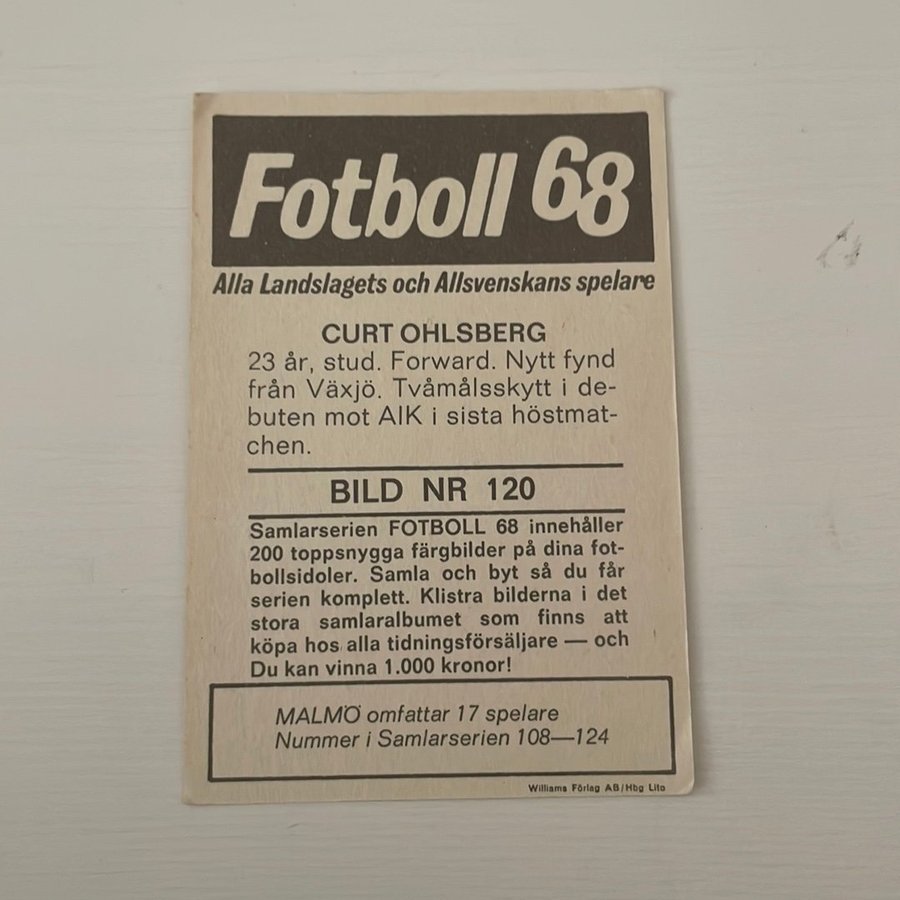 Fotboll 68
Alla Landslagets och Allsvenskans spelare
CURT OHLSBERG
23 år, stud. Forward. Nytt fynd
från Växjö. Tvåmålsskytt i de-
buten mot AIK i sista höstmat-
chen.
BILD NR 120
Samlarserien FOTBOLL 68 innehåller
200 toppsnygga färgbilder på dina fot-
bollsidoler. Samla och byt så du får
serien komplett. Klistra bilderna i det
stora samlaralbumet som finns att
köpa hos alla tidningsförsäljare — och
Du kan vinna 1.000 kronor!
MALMÖ omfattar 17 spelare
Nummer i Samlarserien 108—124
Williams Förlag AB/Hbg Lito